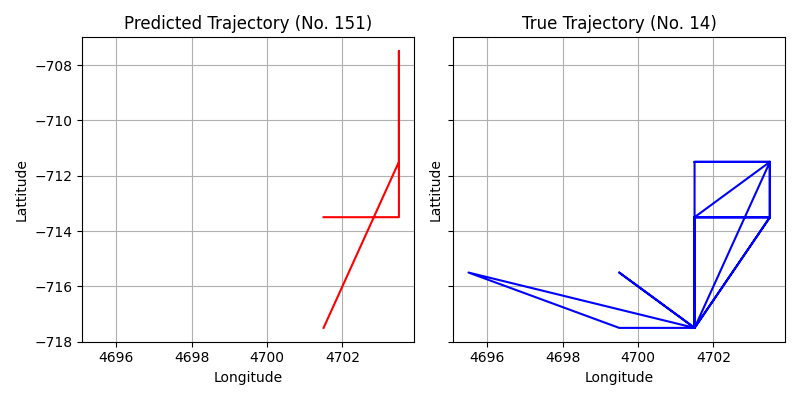 Predicted Trajectory (No. 151)
True Trajectory (No. 14)
−708
−710
−712
−714
−716
−718
Lattitude
Lattitude
4696 4698 4700 4702
4696 4698 4700 4702
Longitude
Longitude